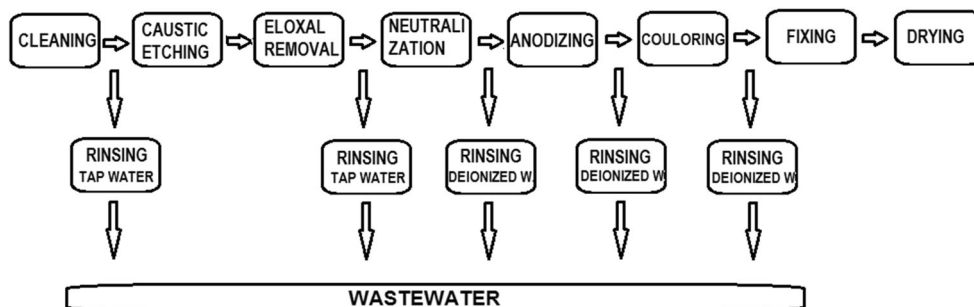 CLEANING
CAUSTIC
ETCHING
ELOXAL
REMOVAL
NEUTRALI
ZATION
ANODIZING
COULORING
FIXING
DRYING
RINSING
TAP WATER
RINSING
TAP WATER
RINSING
DEIONIZED W.
RINSING
DEIONIZED W
RINSING
DEIONIZED W
WASTEWATER